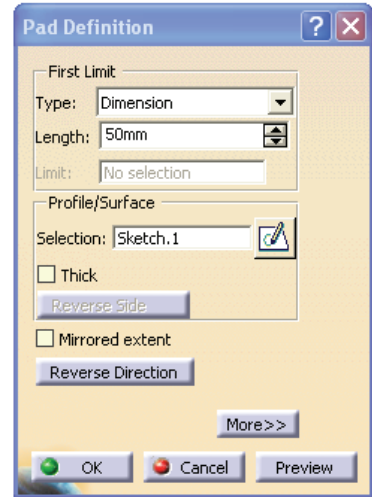 Pad Definition ?
First Limit
Type: Dimension
Length: 50mm
Limit: No selection
Profile/Surface
Selection: Sketch.1
Thick
Reverse Side
Mirrored extent
Reverse Direction
More>>
OK Cancel Preview